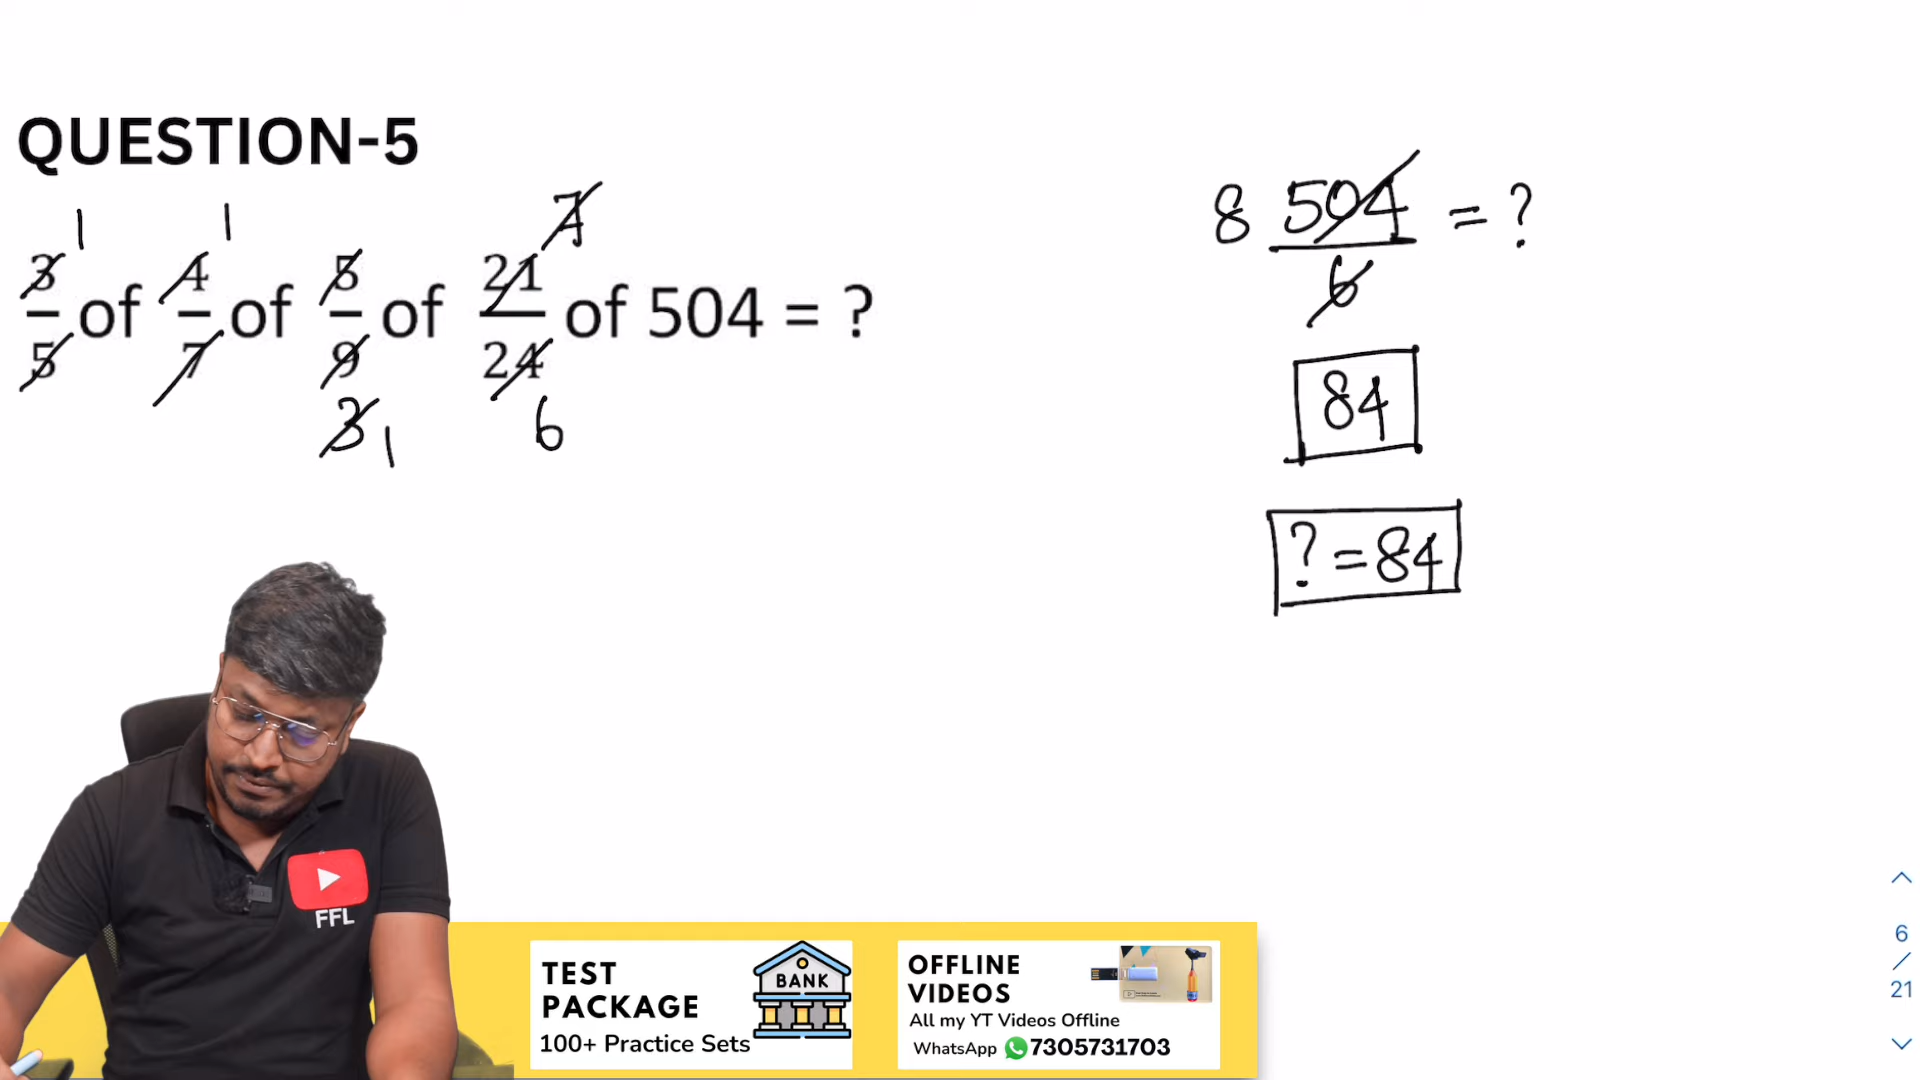 QUESTION-5
1 1 7
3/5 of 4/7 of 5/9 of 21/24 of 504 = ?
3 1 6
8 504/6 = ?
84
? = 84
FFL
TEST
PACKAGE
100+ Practice Sets
BANK
OFFLINE
VIDEOS
All my YT Videos Offline
WhatsApp 7305731703
6
/
21